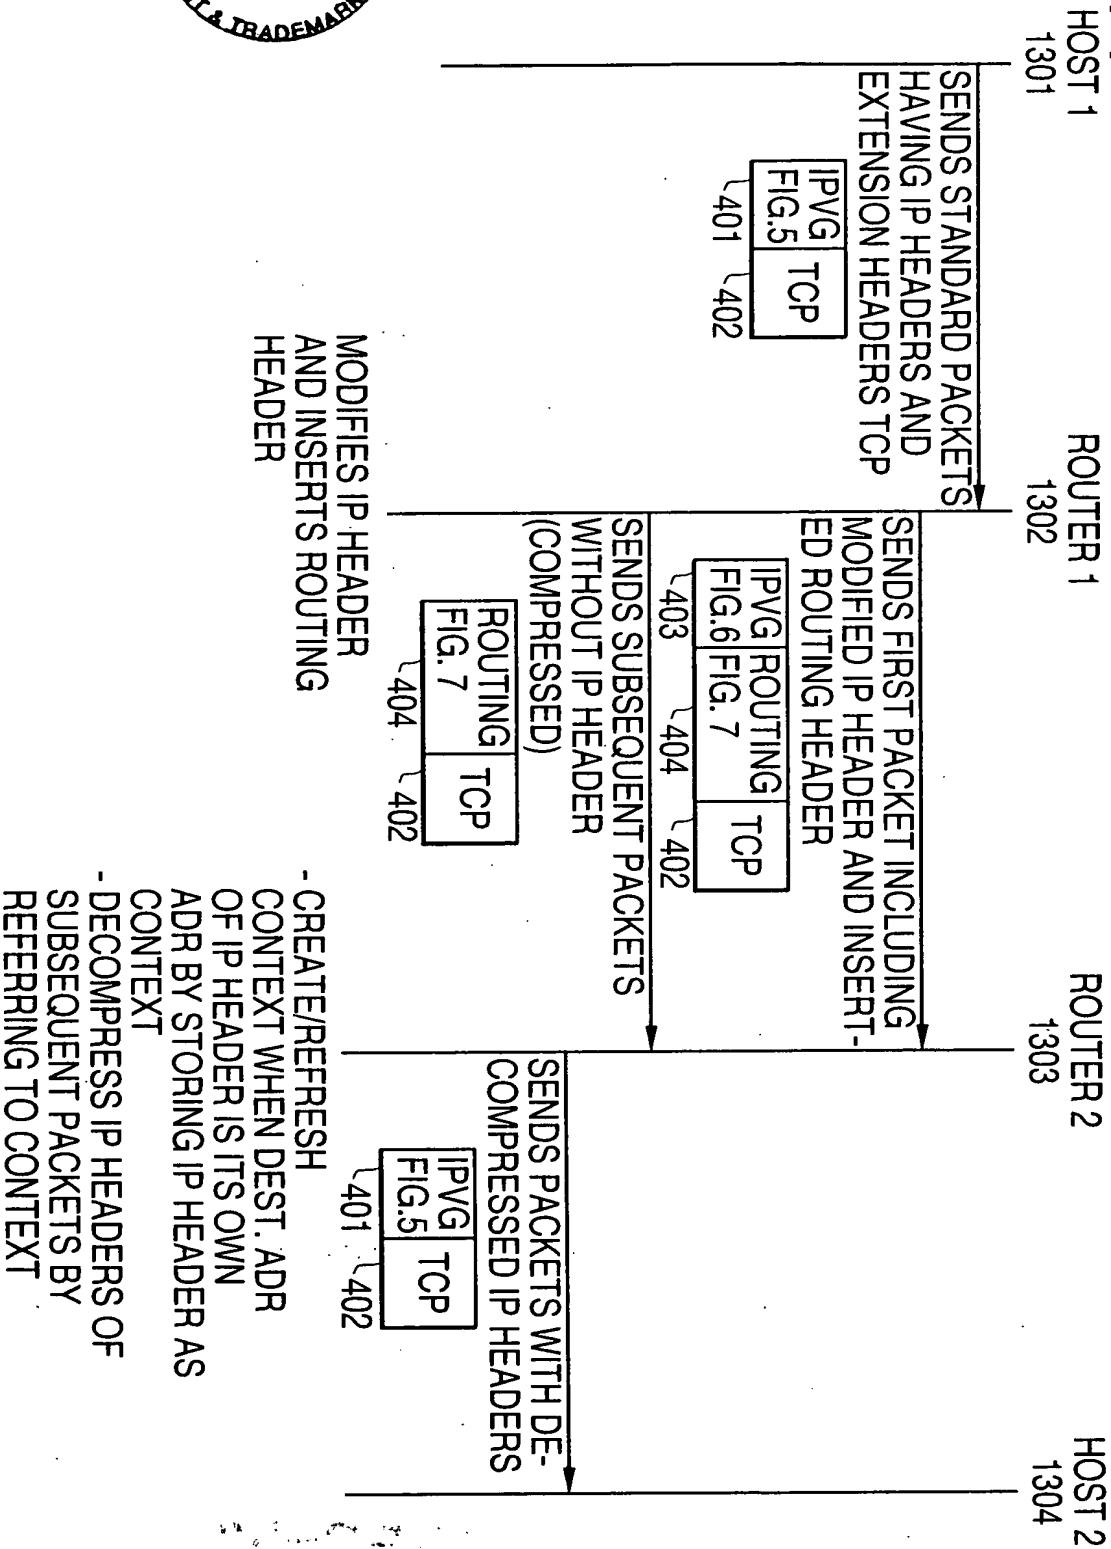 HOST 1
1301
ROUTER 1
1302
ROUTER 2
1303
HOST 2
1304
SENDS STANDARD PACKETS
HAVING IP HEADERS AND
EXTENSION HEADERS TCP
IPVG
FIG.5
TCP
401
402
SENDS FIRST PACKET INCLUDING
MODIFIED IP HEADER AND INSERT-
ED ROUTING HEADER
IPVG
FIG.6
ROUTING
FIG. 7
TCP
403
404
402
SENDS SUBSEQUENT PACKETS
WITHOUT IP HEADER
(COMPRESSED)
ROUTING
FIG. 7
TCP
404
402
MODIFIES IP HEADER
AND INSERTS ROUTING
HEADER
SENDS PACKETS WITH DE-
COMPRESSED IP HEADERS
IPVG
FIG.5
TCP
401
402
- CREATE/REFRESH
CONTEXT WHEN DEST. ADR
OF IP HEADER IS ITS OWN
ADR BY STORING IP HEADER AS
CONTEXT
- DECOMPRESS IP HEADERS OF
SUBSEQUENT PACKETS BY
REFERRING TO CONTEXT
& TRADEMARK